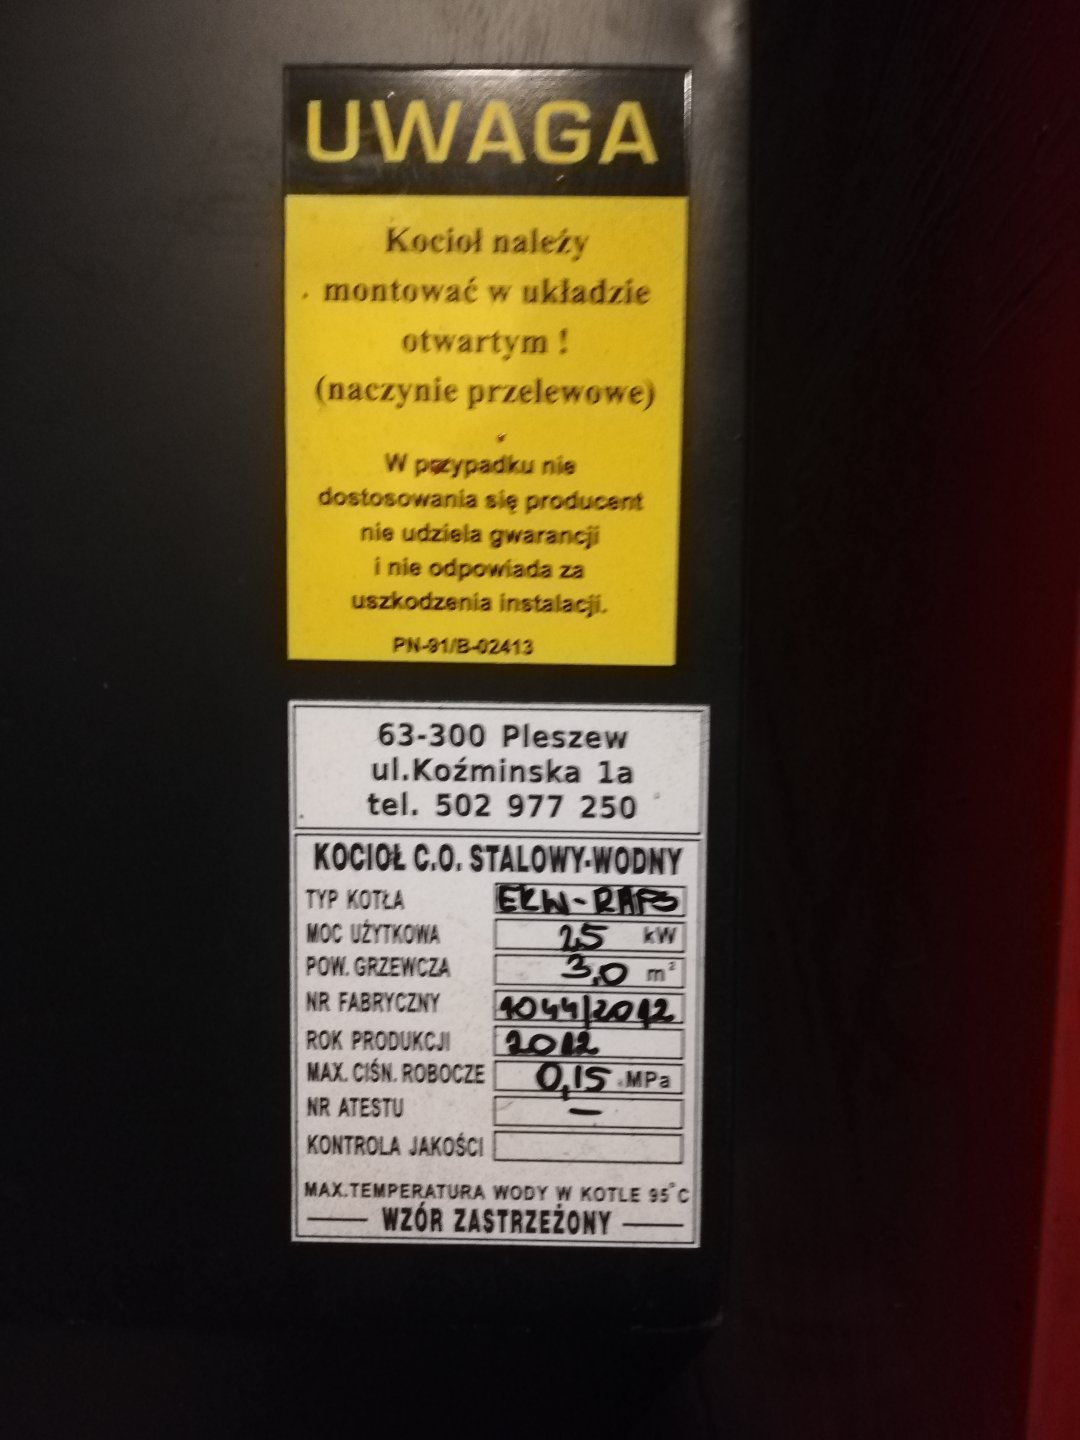 UWAGA
Kocioł należy
montować w układzie
otwartym !
(naczynie przelewowe)
W przypadku nie
dostosowania się producent
nie udziela gwarancji
i nie odpowiada za
uszkodzenia instalacji.
PN-91/B-02413
63-300 Pleszew
ul.Koźminska 1a
tel. 502 977 250
KOCIOŁ C.O. STALOWY-WODNY
TYP KOTŁA
MOC UŻYTKOWA 25 kW
POW. GRZEWCZA 3,0 m²
NR FABRYCZNY 1044/2012
ROK PRODUKCJI 2012
MAX. CIŚN. ROBOCZE 0,15 MPa
NR ATESTU —
KONTROLA JAKOŚCI
MAX.TEMPERATURA WODY W KOTLE 95°C
WZÓR ZASTRZEŻONY